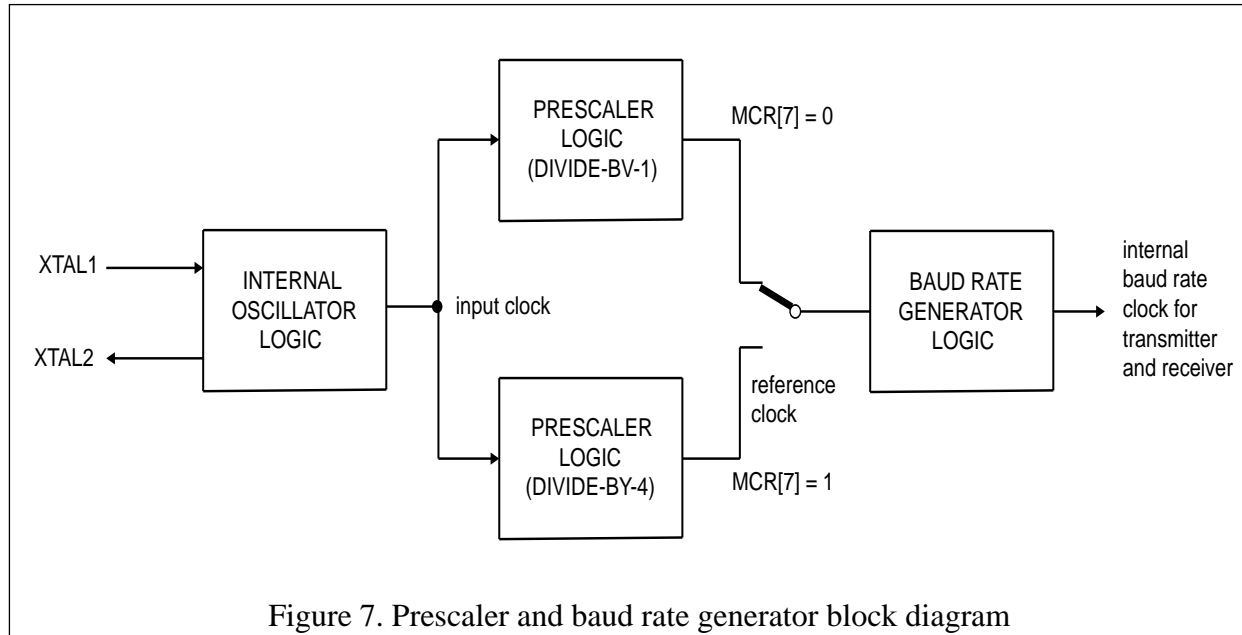 PRESCALER
LOGIC
(DIVIDE-BV-1)
MCR[7] = 0
XTAL1
XTAL2
INTERNAL
OSCILLATOR
LOGIC
input clock
BAUD RATE
GENERATOR
LOGIC
internal
baud rate
clock for
transmitter
and receiver
reference
clock
PRESCALER
LOGIC
(DIVIDE-BY-4)
MCR[7] = 1
Figure 7. Prescaler and baud rate generator block diagram